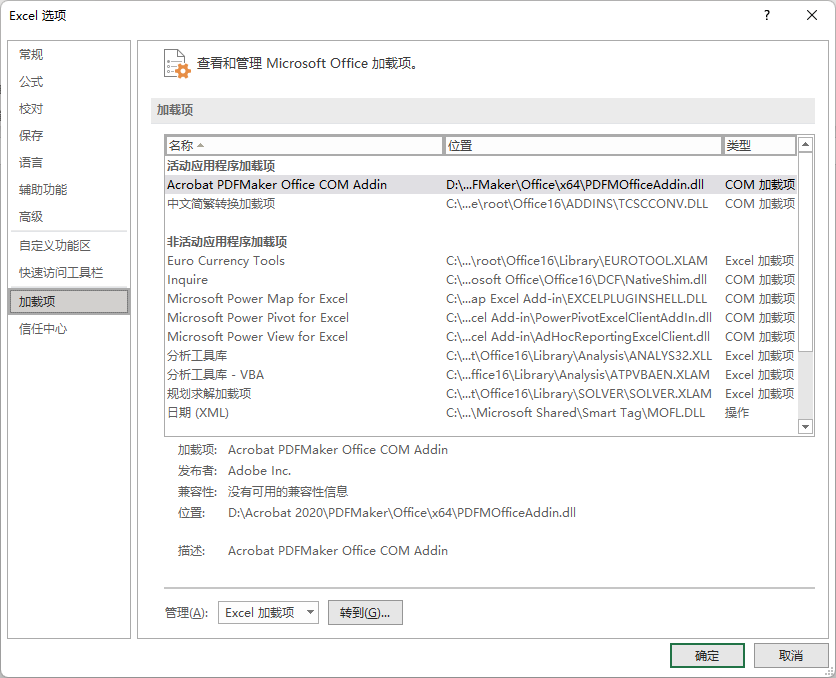 Excel 选项
?
常规
公式
校对
保存
语言
辅助功能
高级
自定义功能区
快速访问工具栏
加载项
信任中心
查看和管理 Microsoft Office 加载项。
加载项
名称 位置 类型
活动应用程序加载项
Acrobat PDFMaker Office COM Addin D:\...FMaker\Office\x64\PDFMOfficeAddin.dll COM 加载项
中文简繁转换加载项 C:\...e\root\Office16\ADDINS\TCSCCONV.DLL COM 加载项
非活动应用程序加载项
Euro Currency Tools C:\...\root\Office16\Library\EUROTOOL.XLAM Excel 加载项
Inquire C:\...osoft Office\Office16\DCF\NativeShim.dll COM 加载项
Microsoft Power Map for Excel C:\...ap Excel Add-in\EXCELPLUGINSHELL.DLL COM 加载项
Microsoft Power Pivot for Excel C:\...cel Add-in\PowerPivotExcelClientAddIn.dll COM 加载项
Microsoft Power View for Excel C:\...cel Add-in\AdHocReportingExcelClient.dll COM 加载项
分析工具库 C:\...t\Office16\Library\Analysis\ANALYS32.XLL Excel 加载项
分析工具库 - VBA C:\...ffice16\Library\Analysis\ATPVBAEN.XLAM Excel 加载项
规划求解加载项 C:\...t\Office16\Library\SOLVER\SOLVER.XLAM Excel 加载项
日期 (XML) C:\...\Microsoft Shared\Smart Tag\MOFL.DLL 操作
加载项: Acrobat PDFMaker Office COM Addin
发布者: Adobe Inc.
兼容性: 没有可用的兼容性信息
位置: D:\Acrobat 2020\PDFMaker\Office\x64\PDFMOfficeAddin.dll
描述: Acrobat PDFMaker Office COM Addin
管理(A): Excel 加载项 转到(G)...
确定 取消